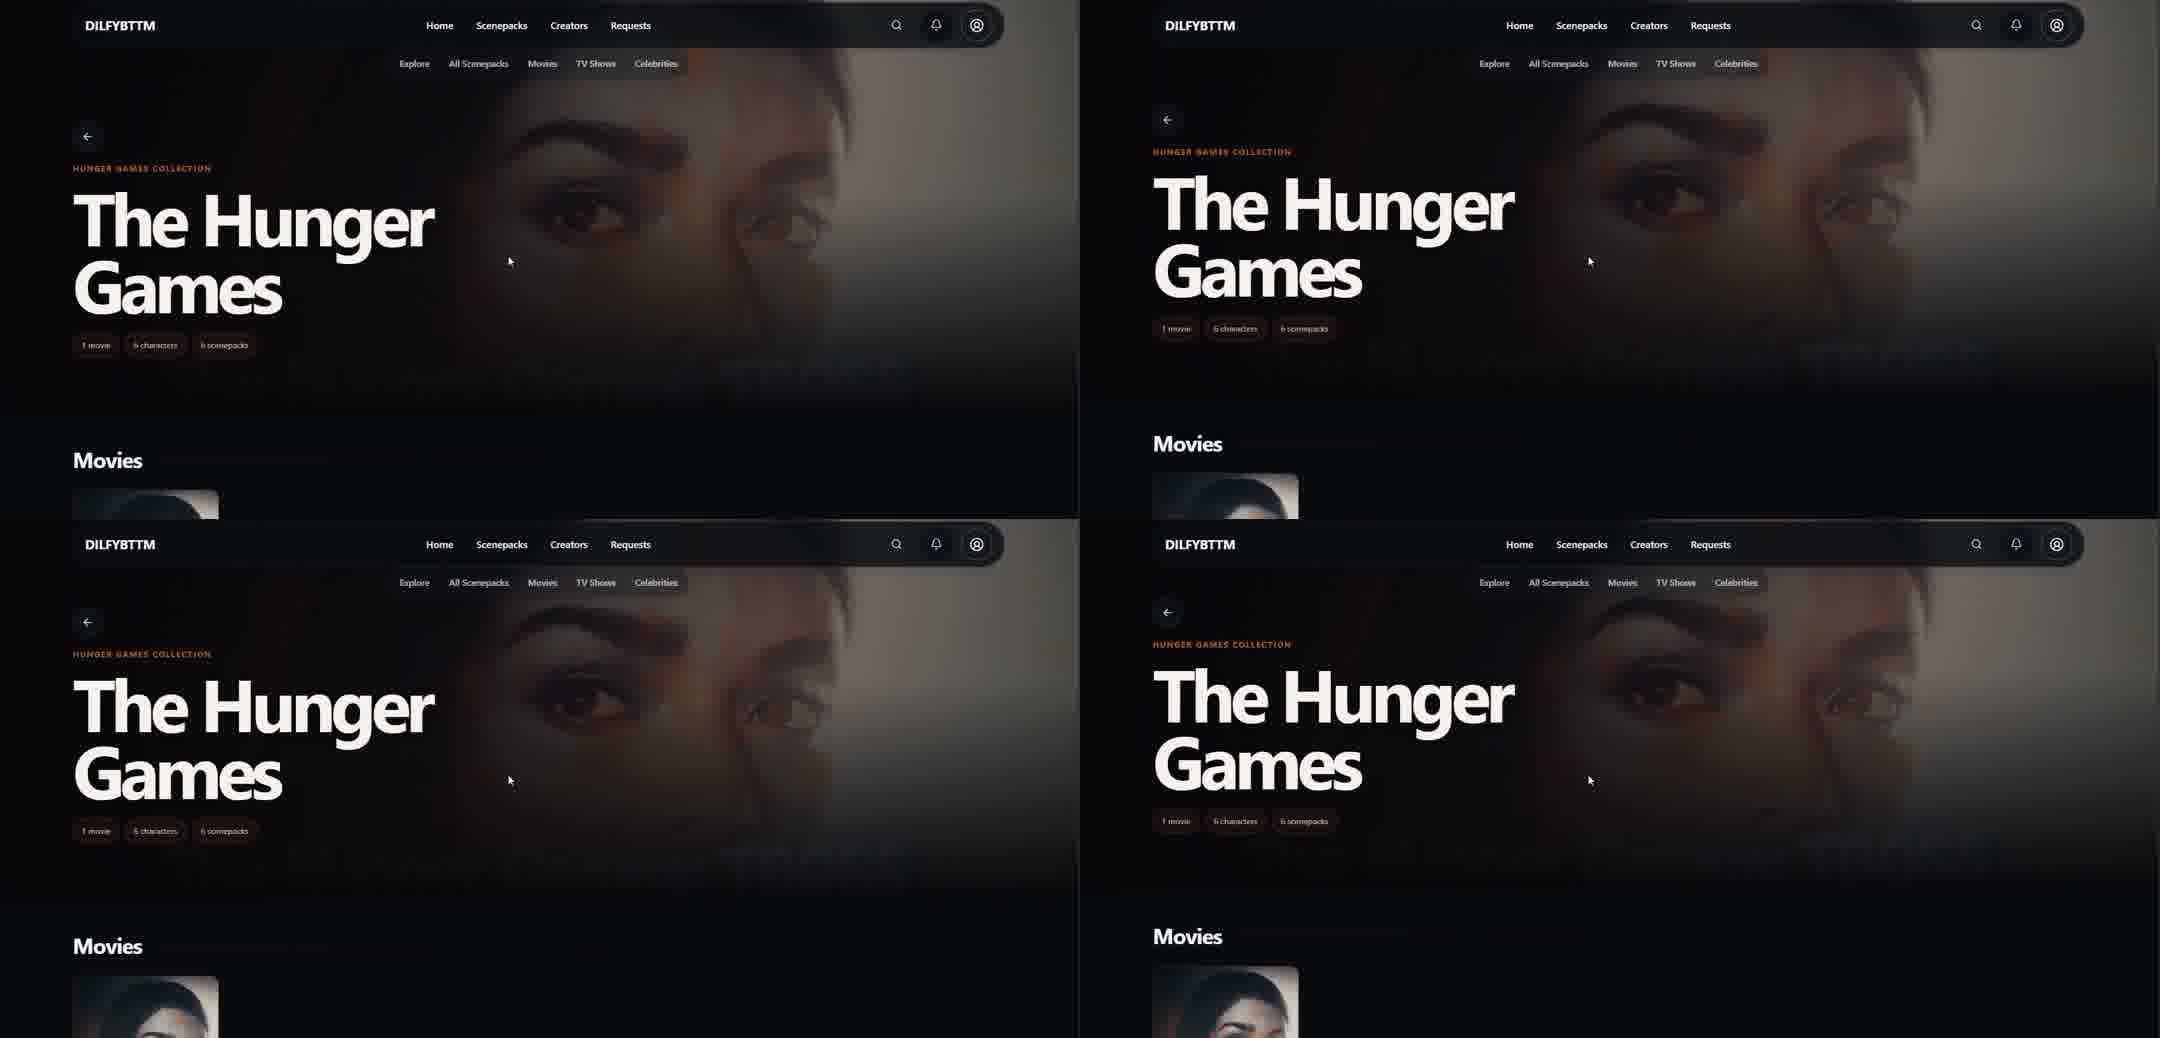 DILFYBTTM Home Scenepacks Creators Requests
Explore All Scenepacks Movies TV Shows Celebrities
HUNGER GAMES COLLECTION
The Hunger
Games
1 movie 6 characters 6 scenepacks
Movies
DILFYBTTM Home Scenepacks Creators Requests
Explore All Scenepacks Movies TV Shows Celebrities
HUNGER GAMES COLLECTION
The Hunger
Games
1 movie 6 characters 6 scenepacks
Movies
DILFYBTTM Home Scenepacks Creators Requests
Explore All Scenepacks Movies TV Shows Celebrities
HUNGER GAMES COLLECTION
The Hunger
Games
1 movie 6 characters 6 scenepacks
Movies
DILFYBTTM Home Scenepacks Creators Requests
Explore All Scenepacks Movies TV Shows Celebrities
HUNGER GAMES COLLECTION
The Hunger
Games
1 movie 6 characters 6 scenepacks
Movies